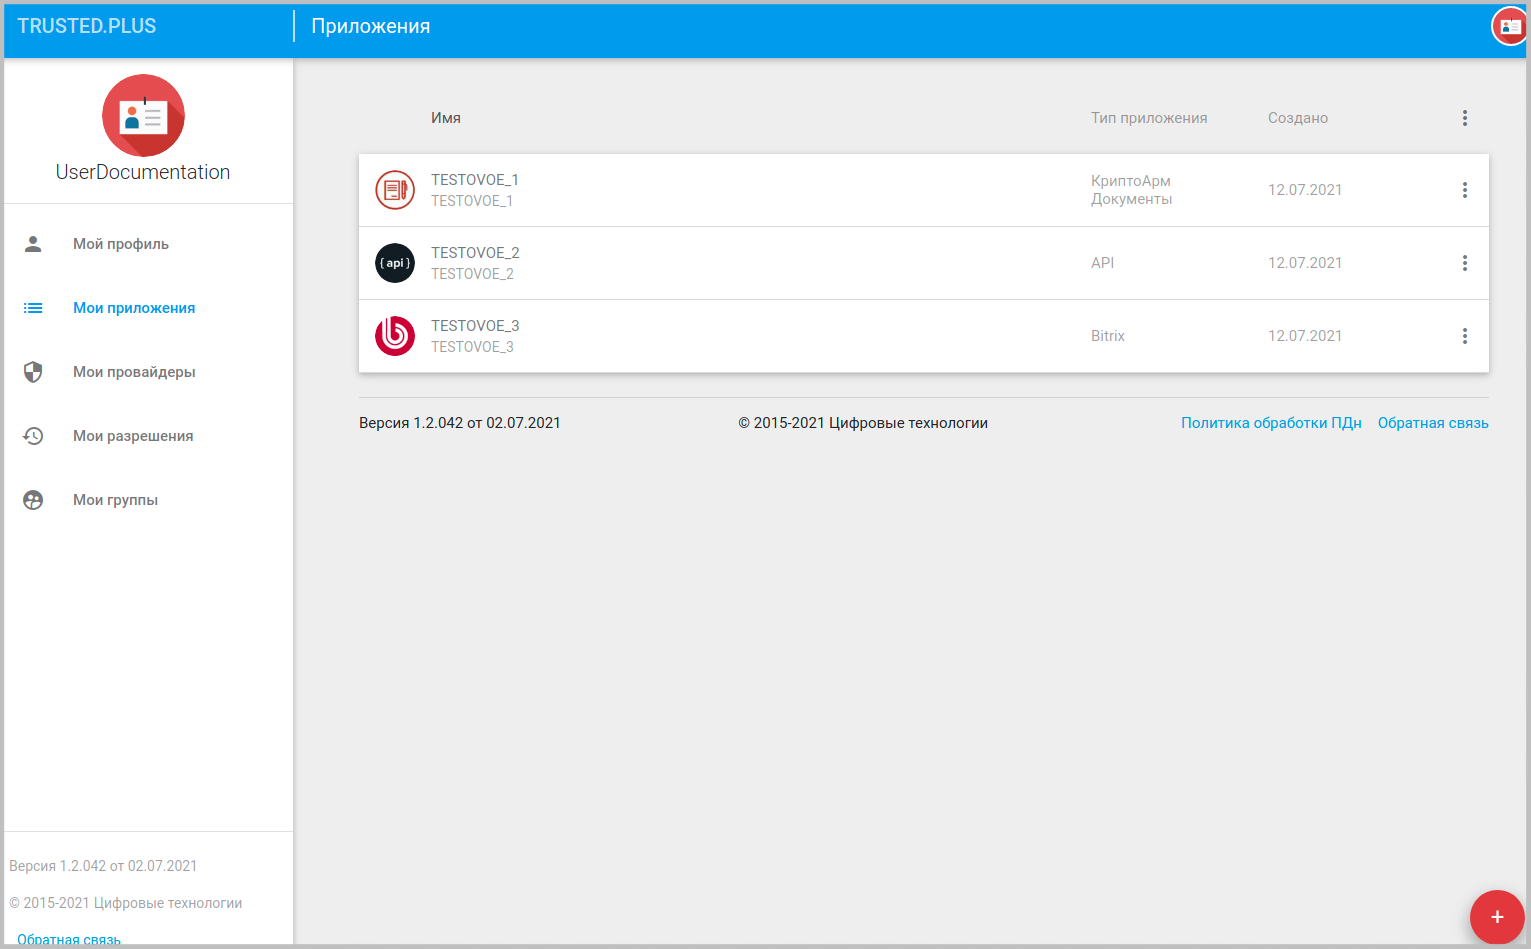 TRUSTED.PLUS
Приложения
UserDocumentation
Мой профиль
Мои приложения
Мои провайдеры
Мои разрешения
Мои группы
Версия 1.2.042 от 02.07.2021
© 2015-2021 Цифровые технологии
Обратная связь
Имя Тип приложения Создано
TESTOVOE_1
TESTOVOE_1
КриптоАрм
Документы
12.07.2021
{ api }
TESTOVOE_2
TESTOVOE_2
API
12.07.2021
TESTOVOE_3
TESTOVOE_3
Bitrix
12.07.2021
Версия 1.2.042 от 02.07.2021 © 2015-2021 Цифровые технологии Политика обработки ПДн Обратная связь
+